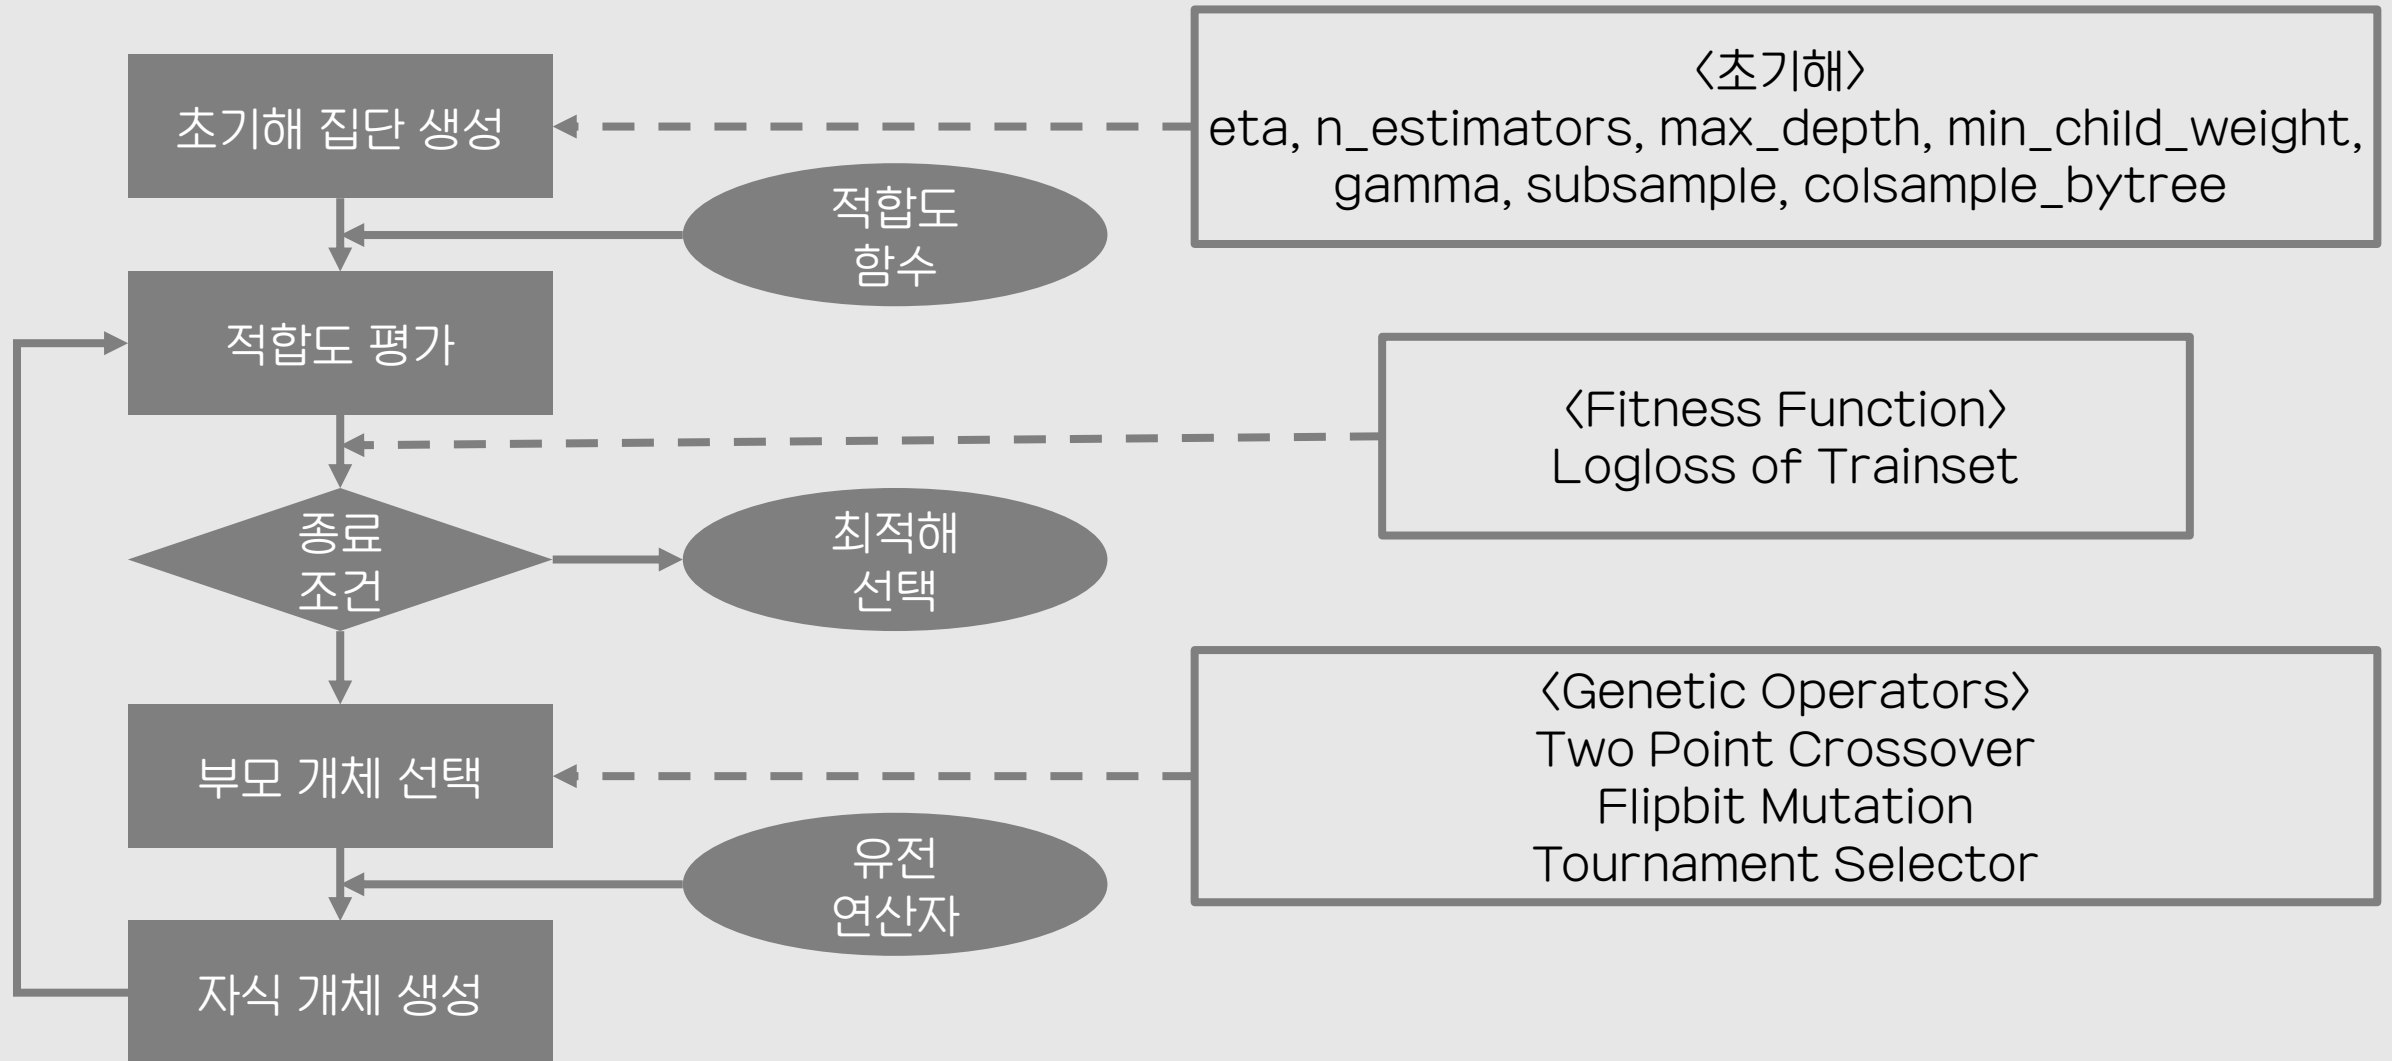 초기해 집단 생성
적합도
함수
적합도 평가
종료
조건
최적해
선택
부모 개체 선택
유전
연산자
자식 개체 생성
〈초기해〉
eta, n_estimators, max_depth, min_child_weight,
gamma, subsample, colsample_bytree
〈Fitness Function〉
Logloss of Trainset
〈Genetic Operators〉
Two Point Crossover
Flipbit Mutation
Tournament Selector